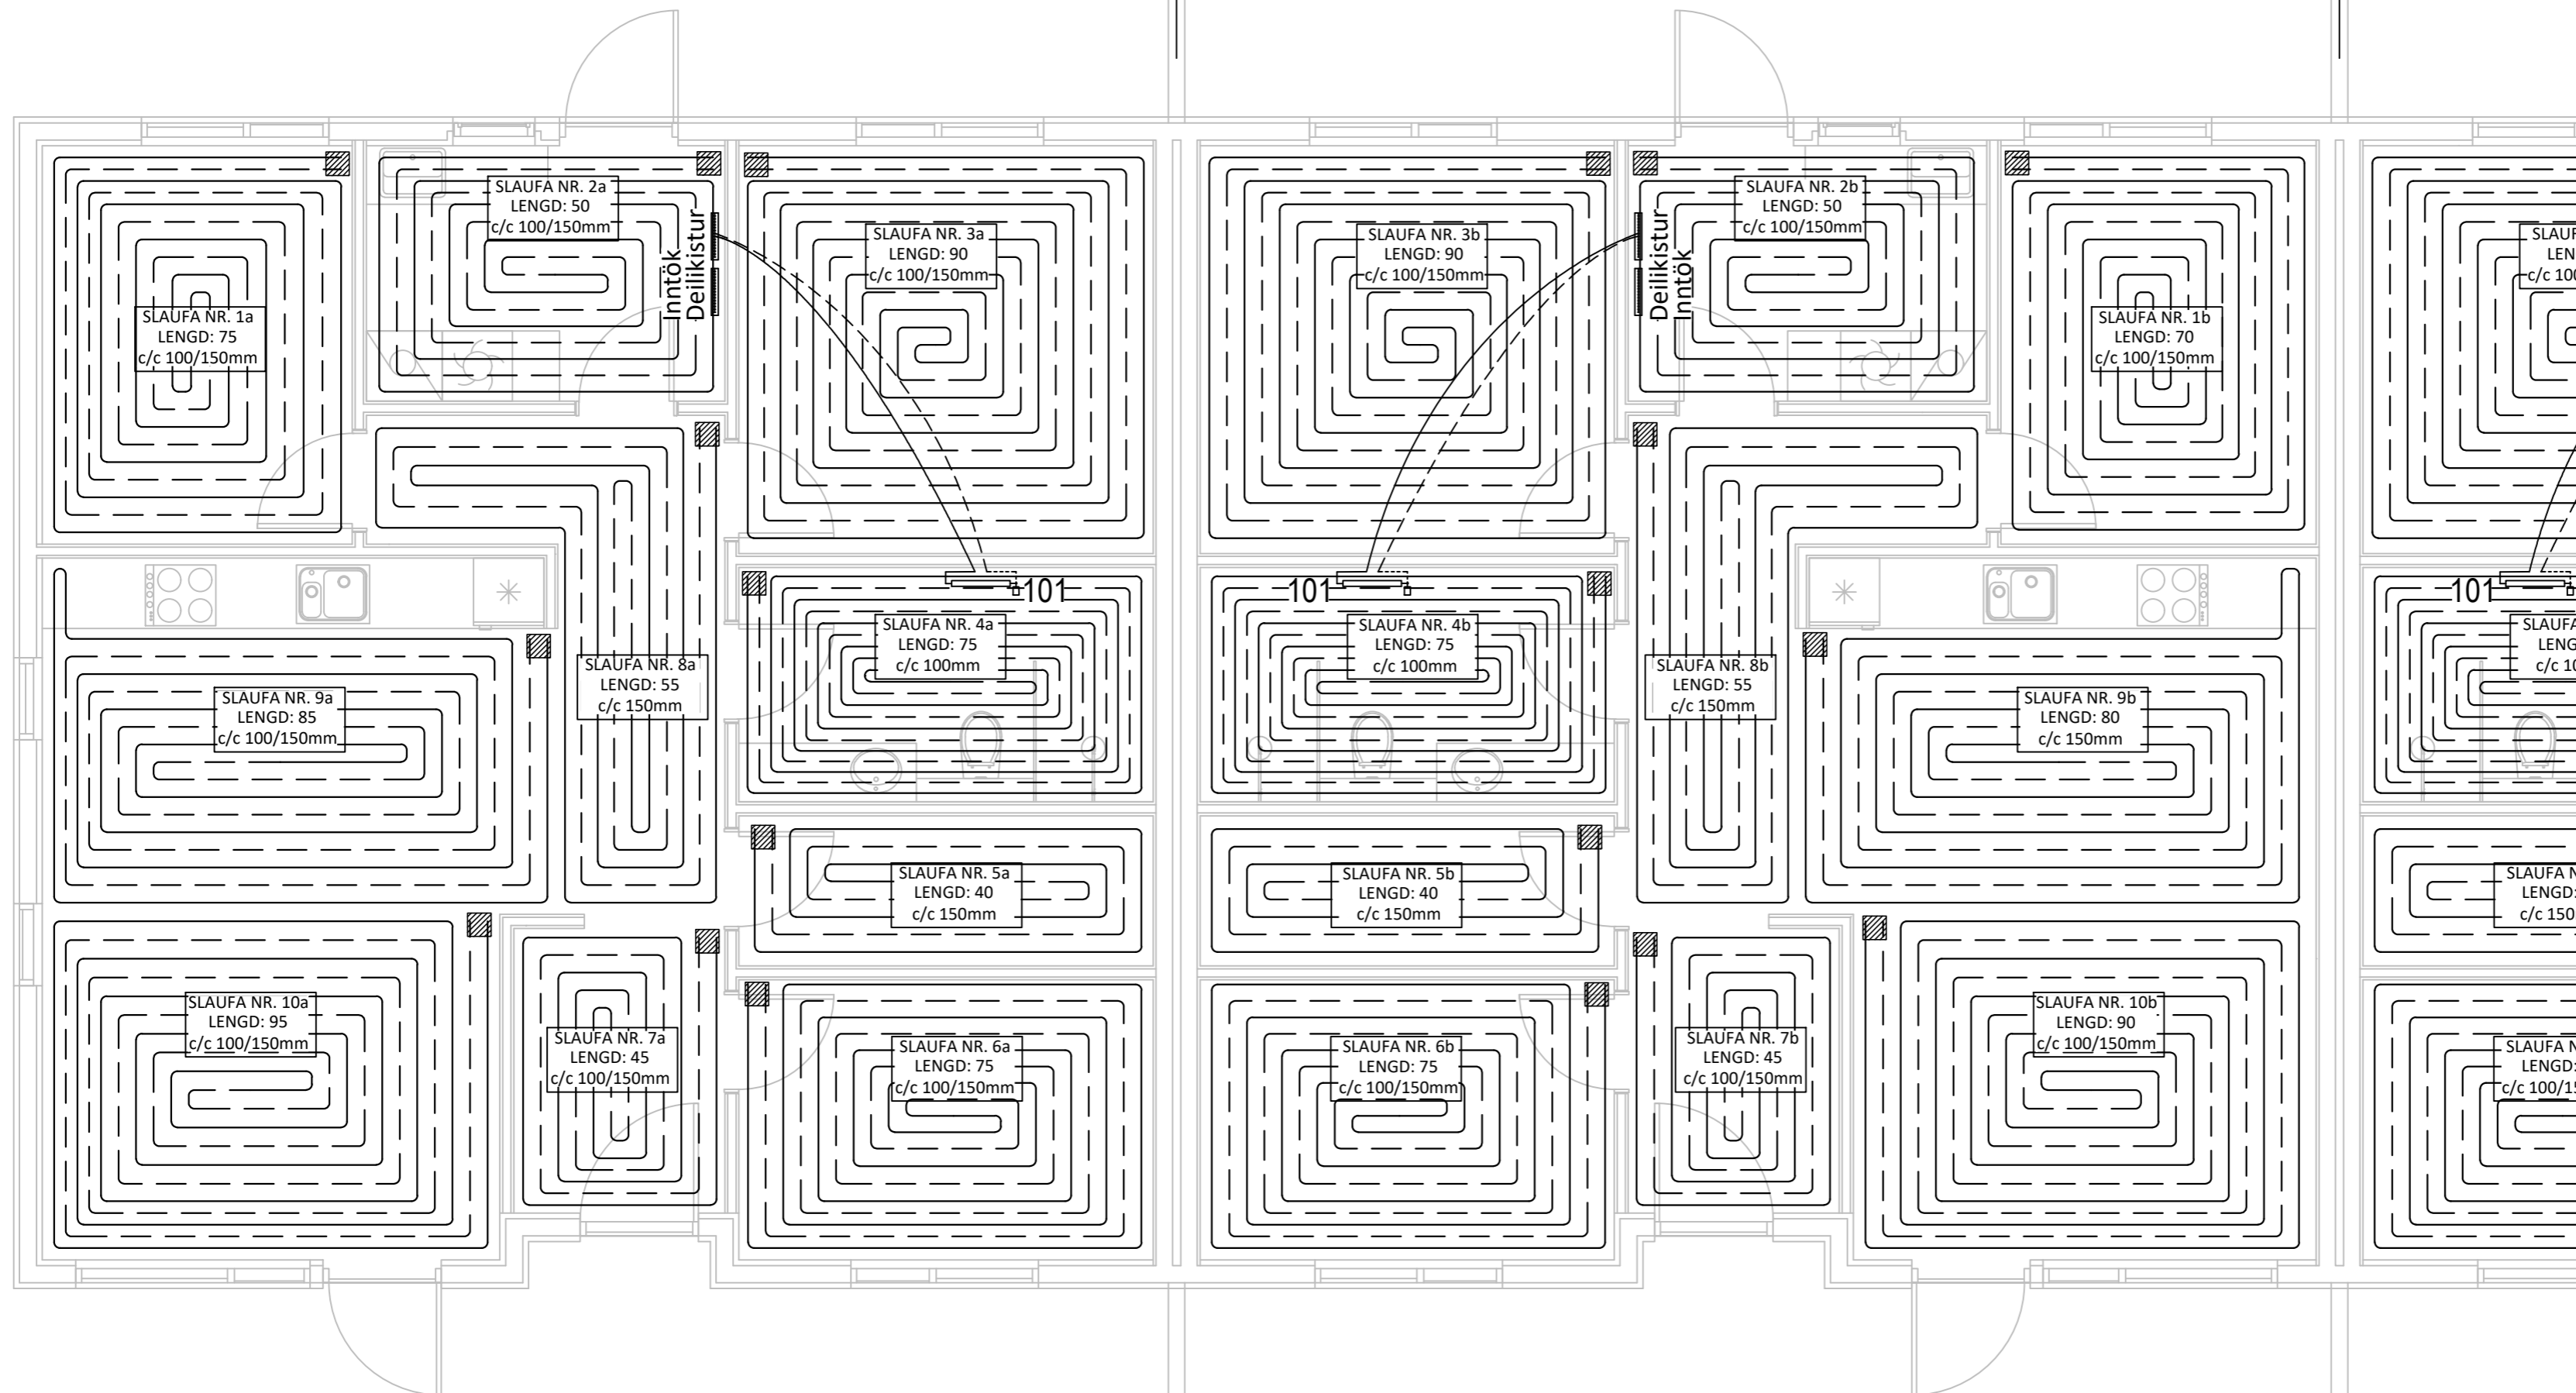 SLAUFA NR. 1a
LENGD: 75
c/c 100/150mm
SLAUFA NR. 2a
LENGD: 50
c/c 100/150mm
Inntök
Deilikistur
SLAUFA NR. 3a
LENGD: 90
c/c 100/150mm
SLAUFA NR. 3b
LENGD: 90
c/c 100/150mm
Deilikistur
Inntök
SLAUFA NR. 2b
LENGD: 50
c/c 100/150mm
SLAUFA NR. 1b
LENGD: 70
c/c 100/150mm
101
SLAUFA NR. 4a
LENGD: 75
c/c 100mm
101
SLAUFA NR. 4b
LENGD: 75
c/c 100mm
101
SLAUFA NR. 9a
LENGD: 85
c/c 100/150mm
SLAUFA NR. 8a
LENGD: 55
c/c 150mm
SLAUFA NR. 8b
LENGD: 55
c/c 150mm
SLAUFA NR. 9b
LENGD: 80
c/c 150mm
SLAUFA NR. 5a
LENGD: 40
c/c 150mm
SLAUFA NR. 5b
LENGD: 40
c/c 150mm
SLAUFA NR. 10a
LENGD: 95
c/c 100/150mm
SLAUFA NR. 7a
LENGD: 45
c/c 100/150mm
SLAUFA NR. 6a
LENGD: 75
c/c 100/150mm
SLAUFA NR. 6b
LENGD: 75
c/c 100/150mm
SLAUFA NR. 7b
LENGD: 45
c/c 100/150mm
SLAUFA NR. 10b
LENGD: 90
c/c 100/150mm